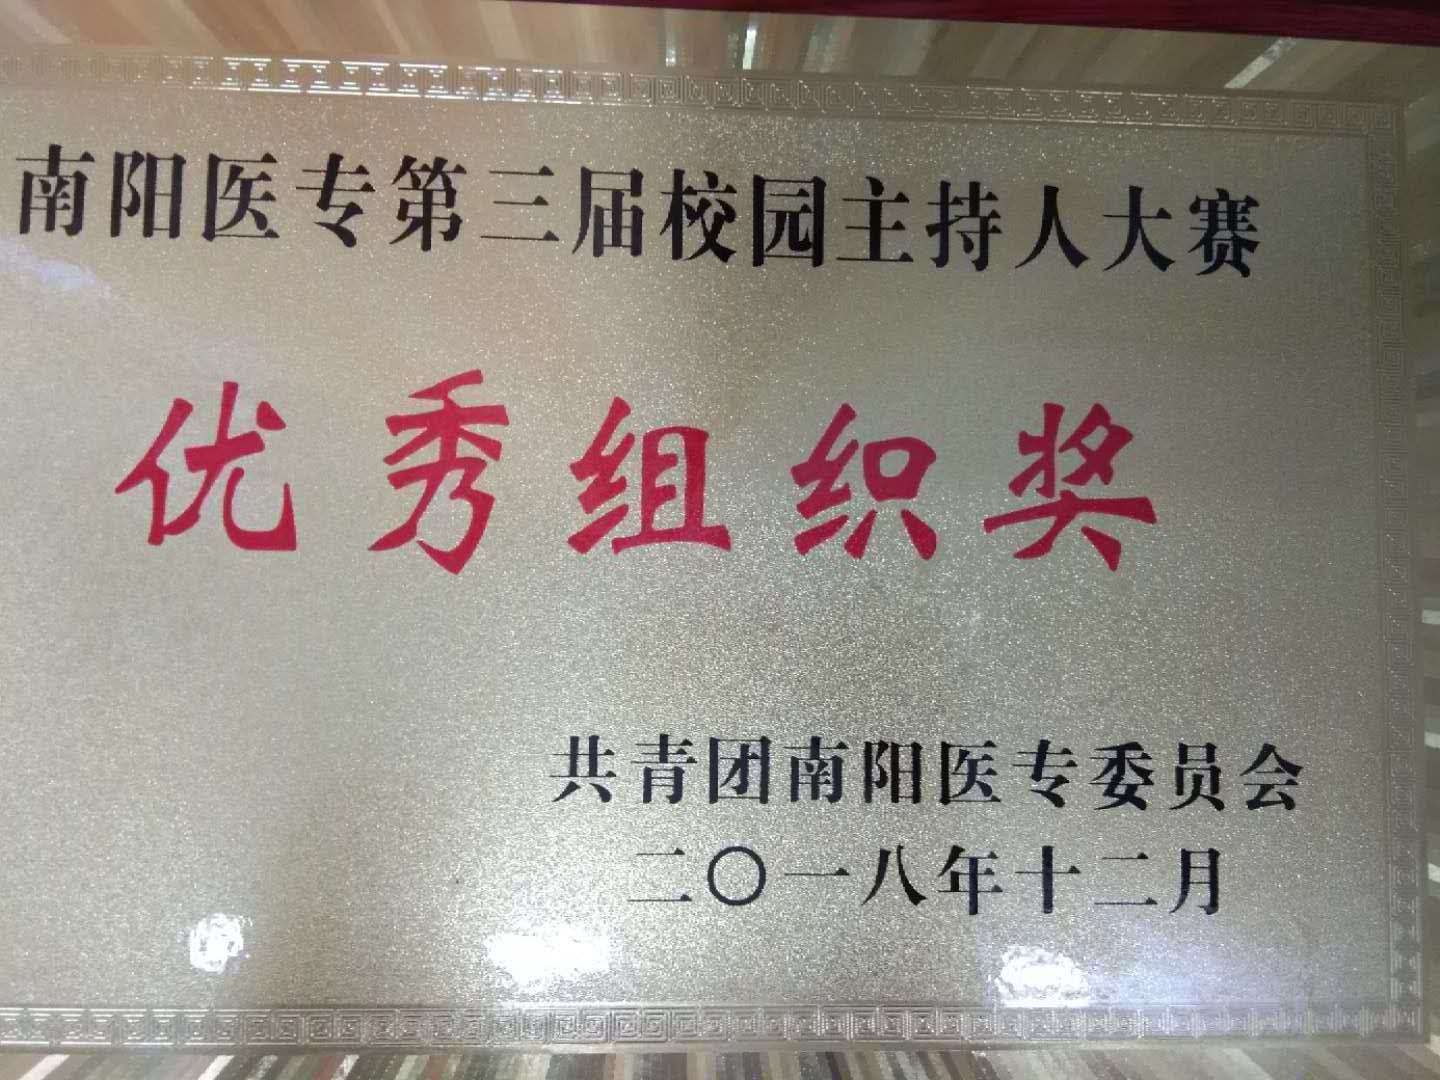 南阳医专第三届校园主持人大赛
优秀组织奖
共青团南阳医专委员会
二〇一八年十二月